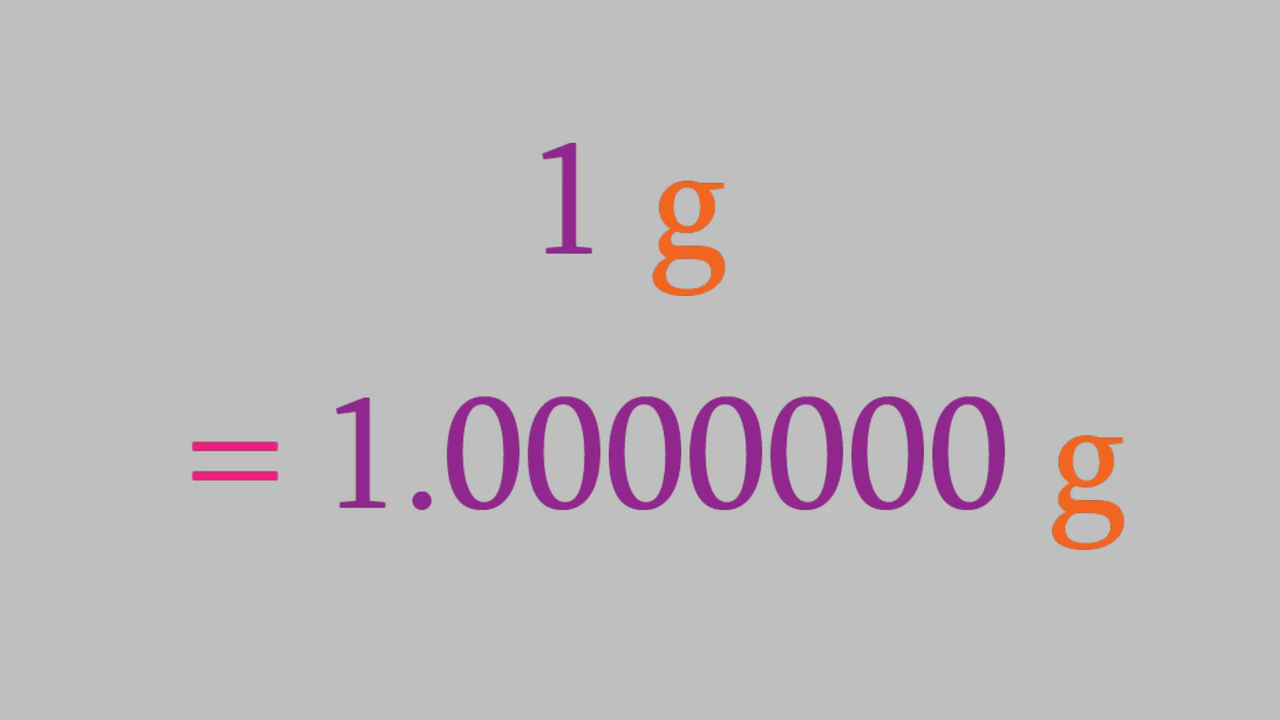 1 g
= 1.0000000 g